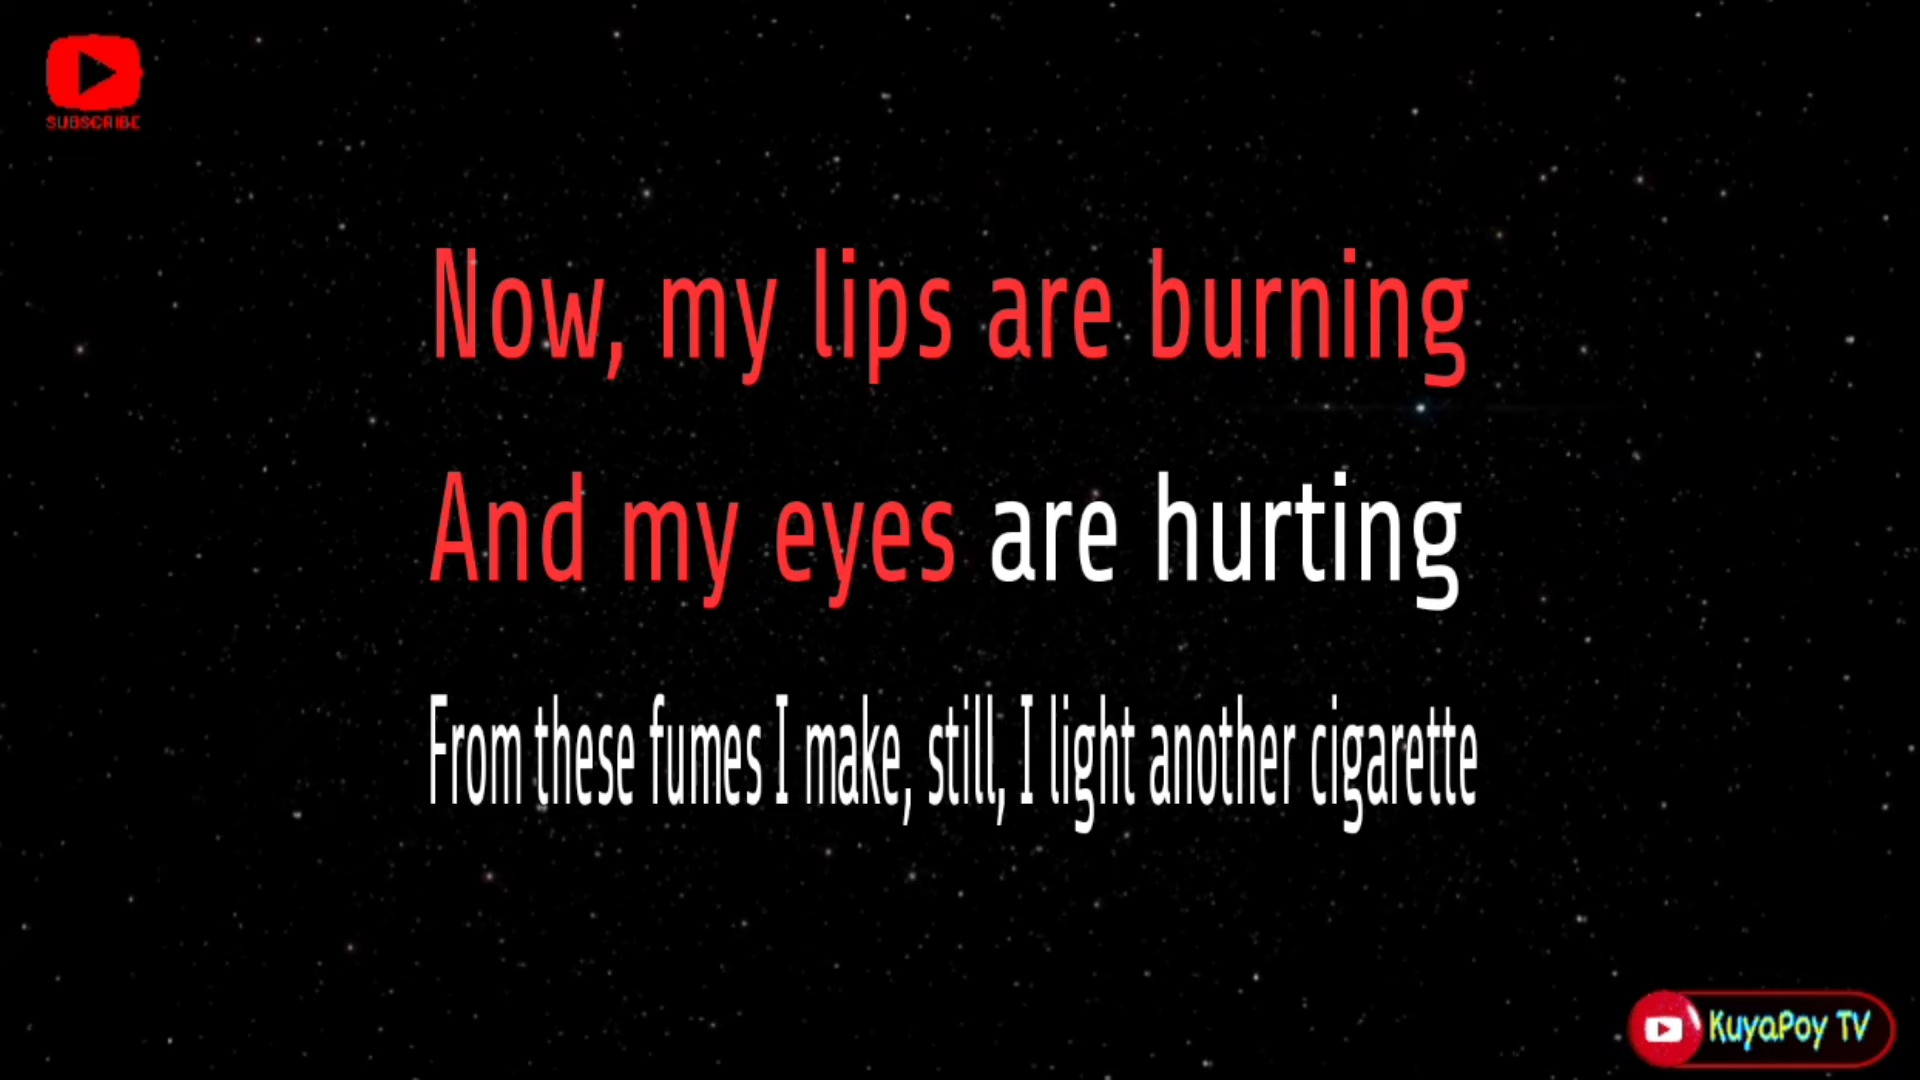 SUBSCRIBE
Now, my lips are burning
And my eyes are hurting
From these fumes I make, still, I light another cigarette
KuyaPoy TV